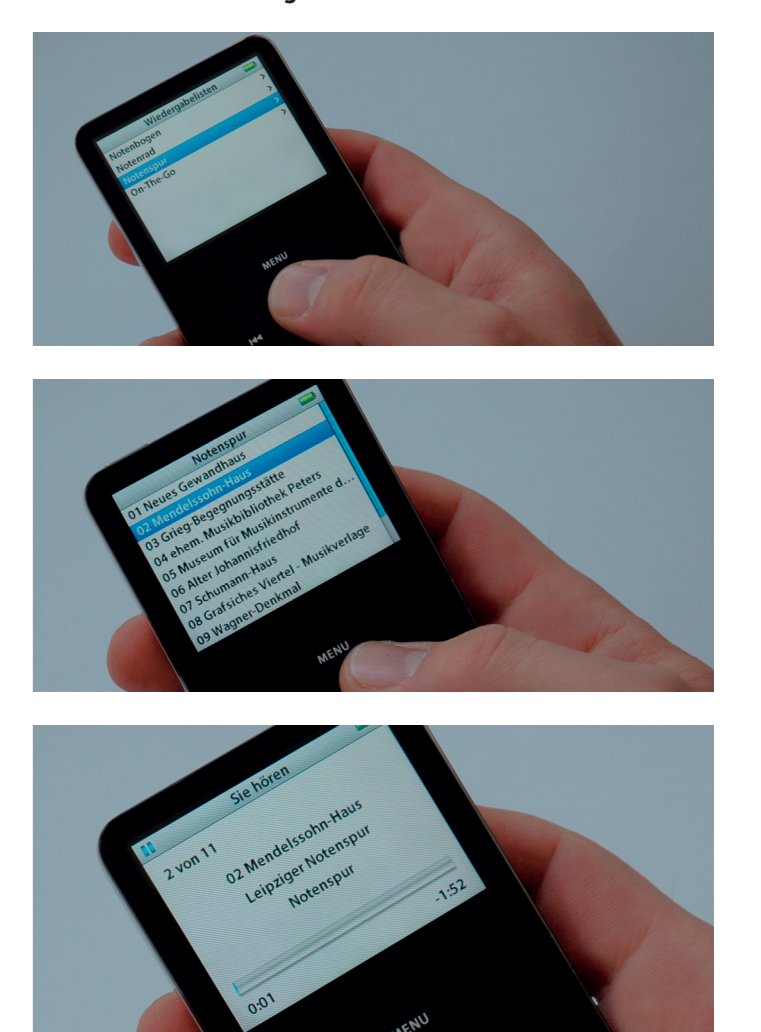 Wiedergabelisten
Notenbogen
Notenrad
Notenspur
On-The-Go
MENU
Notenspur
01 Neues Gewandhaus
02 Mendelssohn-Haus
03 Grieg-Begegnungsstätte
04 ehem. Musikbibliothek Peters
05 Museum für Musikinstrumente d...
06 Alter Johannisfriedhof
07 Schumann-Haus
08 Grafsiches Viertel - Musikverlage
09 Wagner-Denkmal
MENU
Sie hören
2 von 11
02 Mendelssohn-Haus
Leipziger Notenspur
Notenspur
0:01
-1:52
MENU